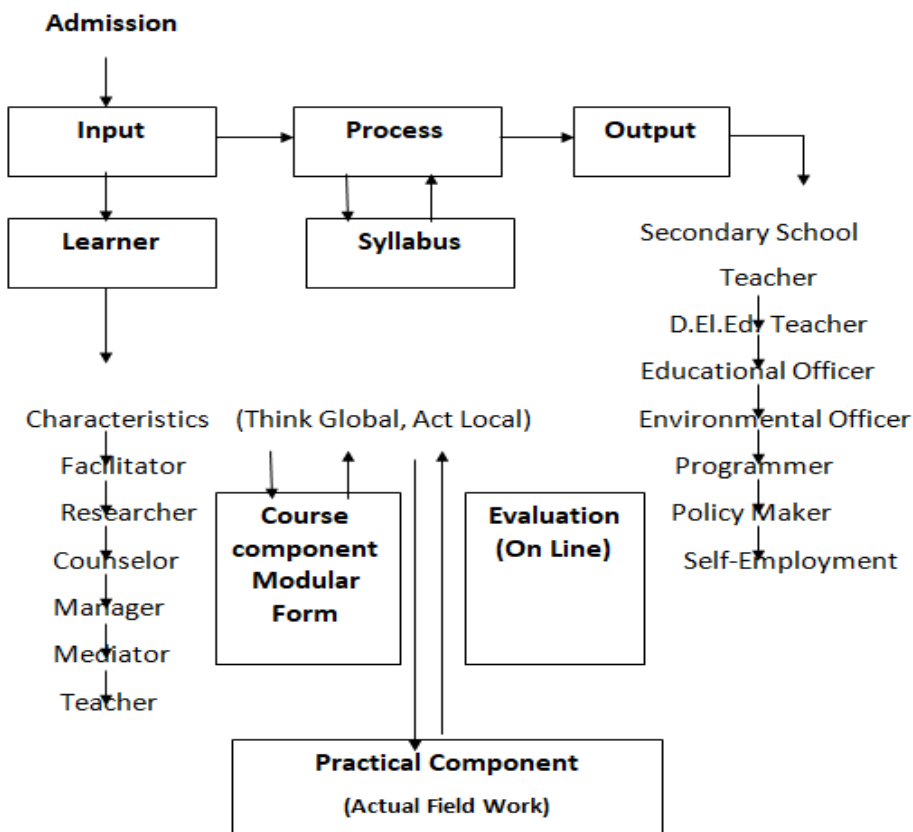 Admission
Input
Process
Output
Learner
Syllabus
Secondary School
Teacher
D.El.Ed. Teacher
Educational Officer
Environmental Officer
Programmer
Policy Maker
Self-Employment
Characteristics
Facilitator
Researcher
Counselor
Manager
Mediator
Teacher
(Think Global, Act Local)
Course
component
Modular
Form
Evaluation
(On Line)
Practical Component
(Actual Field Work)